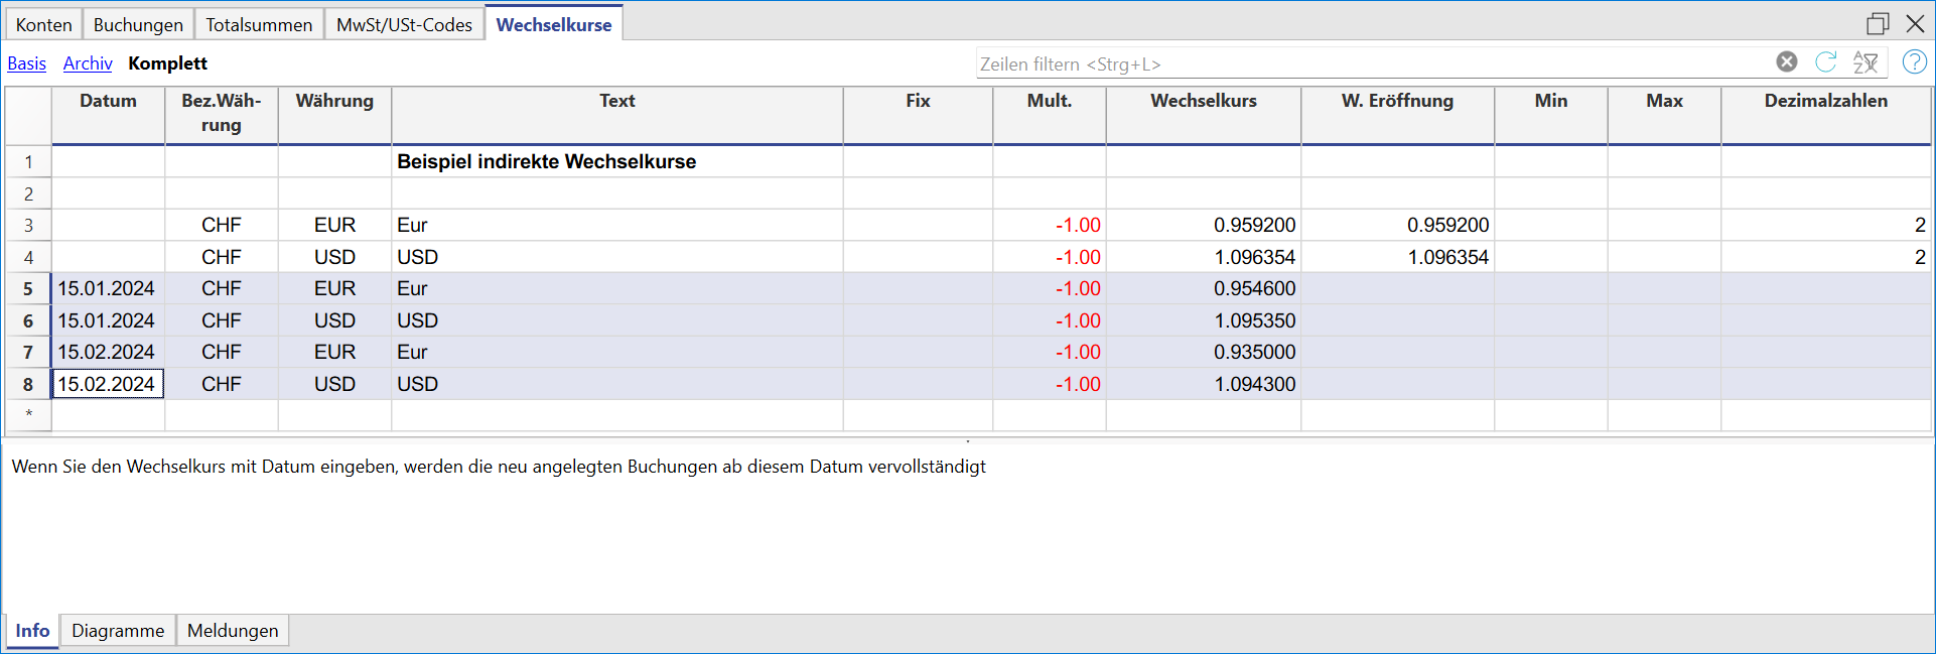 Konten Buchungen Totalsummen MwSt/USt-Codes Wechselkurse
Basis Archiv Komplett Zeilen filtern <Strg+L>
Datum Bez.Wäh-rung Währung Text Fix Mult. Wechselkurs W. Eröffnung Min Max Dezimalzahlen
1 Beispiel indirekte Wechselkurse
2
3 CHF EUR Eur -1.00 0.959200 0.959200 2
4 CHF USD USD -1.00 1.096354 1.096354 2
5 15.01.2024 CHF EUR Eur -1.00 0.954600
6 15.01.2024 CHF USD USD -1.00 1.095350
7 15.02.2024 CHF EUR Eur -1.00 0.935000
8 15.02.2024 CHF USD USD -1.00 1.094300
*
Wenn Sie den Wechselkurs mit Datum eingeben, werden die neu angelegten Buchungen ab diesem Datum vervollständigt
Info Diagramme Meldungen